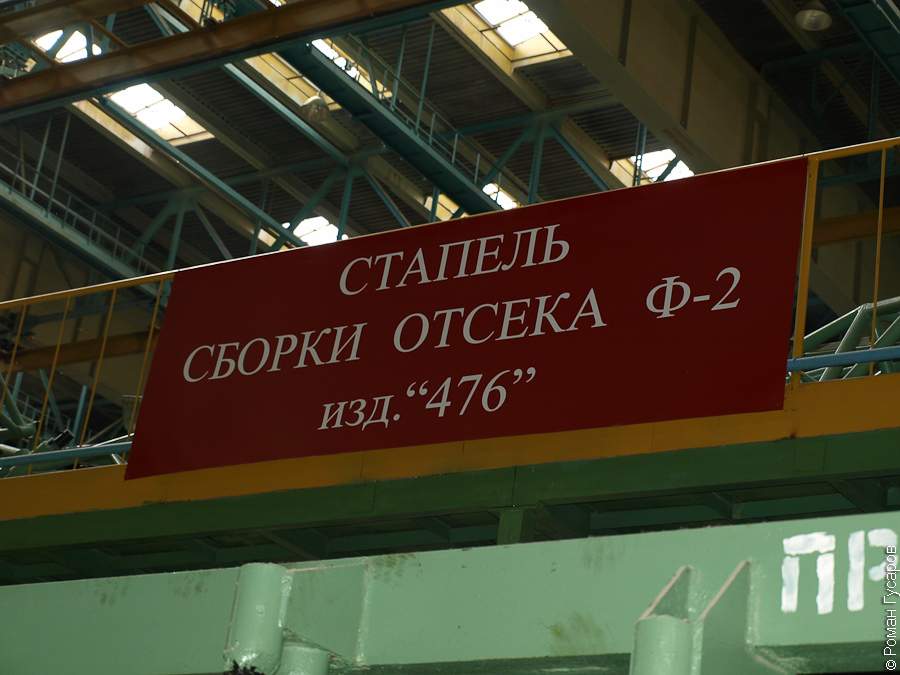 СТАПЕЛЬ
СБОРКИ ОТСЕКА Ф-2
изд.“476”
ПР
© Роман Гусаров